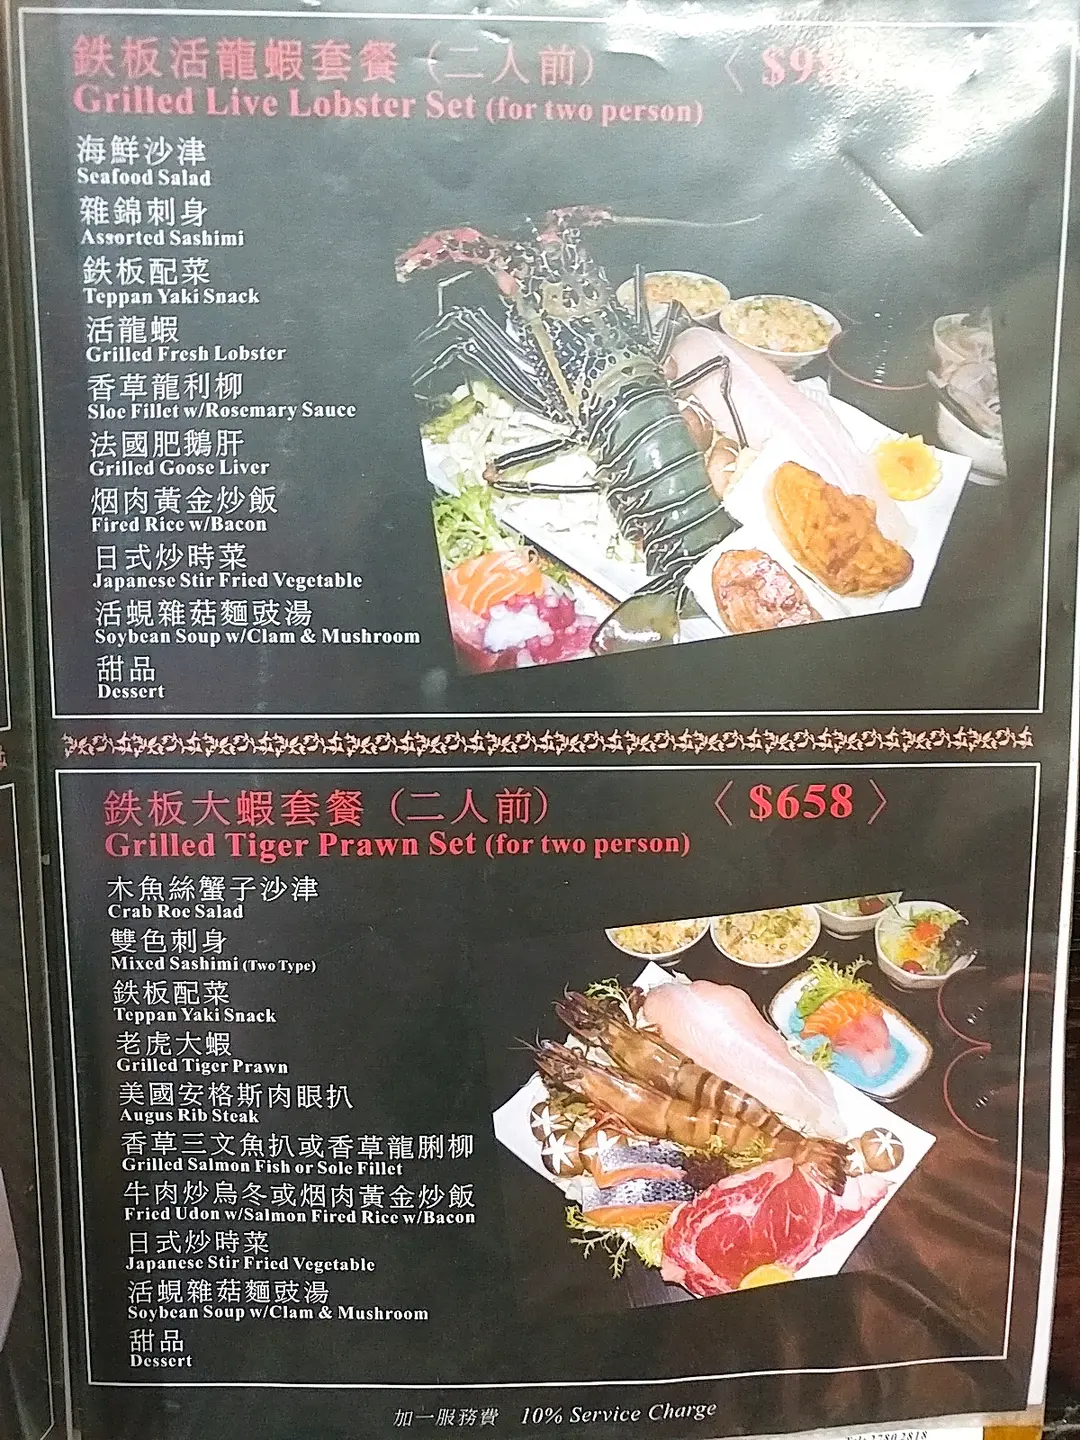 鉄板活龍蝦套餐（二人前）
Grilled Live Lobster Set (for two person)
海鮮沙津
Seafood Salad
雜錦刺身
Assorted Sashimi
鉄板配菜
Teppan Yaki Snack
活龍蝦
Grilled Fresh Lobster
香草龍利柳
Sloe Fillet w/Rosemary Sauce
法國肥鵝肝
Grilled Goose Liver
烟肉黃金炒飯
Fired Rice w/Bacon
日式炒時菜
Japanese Stir Fried Vegetable
活蜆雜菇麵豉湯
Soybean Soup w/Clam & Mushroom
甜品
Dessert
鉄板大蝦套餐（二人前）〈 $658 〉
Grilled Tiger Prawn Set (for two person)
木魚絲蟹子沙津
Crab Roe Salad
雙色刺身
Mixed Sashimi (Two Type)
鉄板配菜
Teppan Yaki Snack
老虎大蝦
Grilled Tiger Prawn
美國安格斯肉眼扒
Augus Rib Steak
香草三文魚扒或香草龍脷柳
Grilled Salmon Fish or Sole Fillet
牛肉炒烏冬或烟肉黃金炒飯
Fried Udon w/Salmon Fired Rice w/Bacon
日式炒時菜
Japanese Stir Fried Vegetable
活蜆雜菇麵豉湯
Soybean Soup w/Clam & Mushroom
甜品
Dessert
加一服務費 10% Service Charge